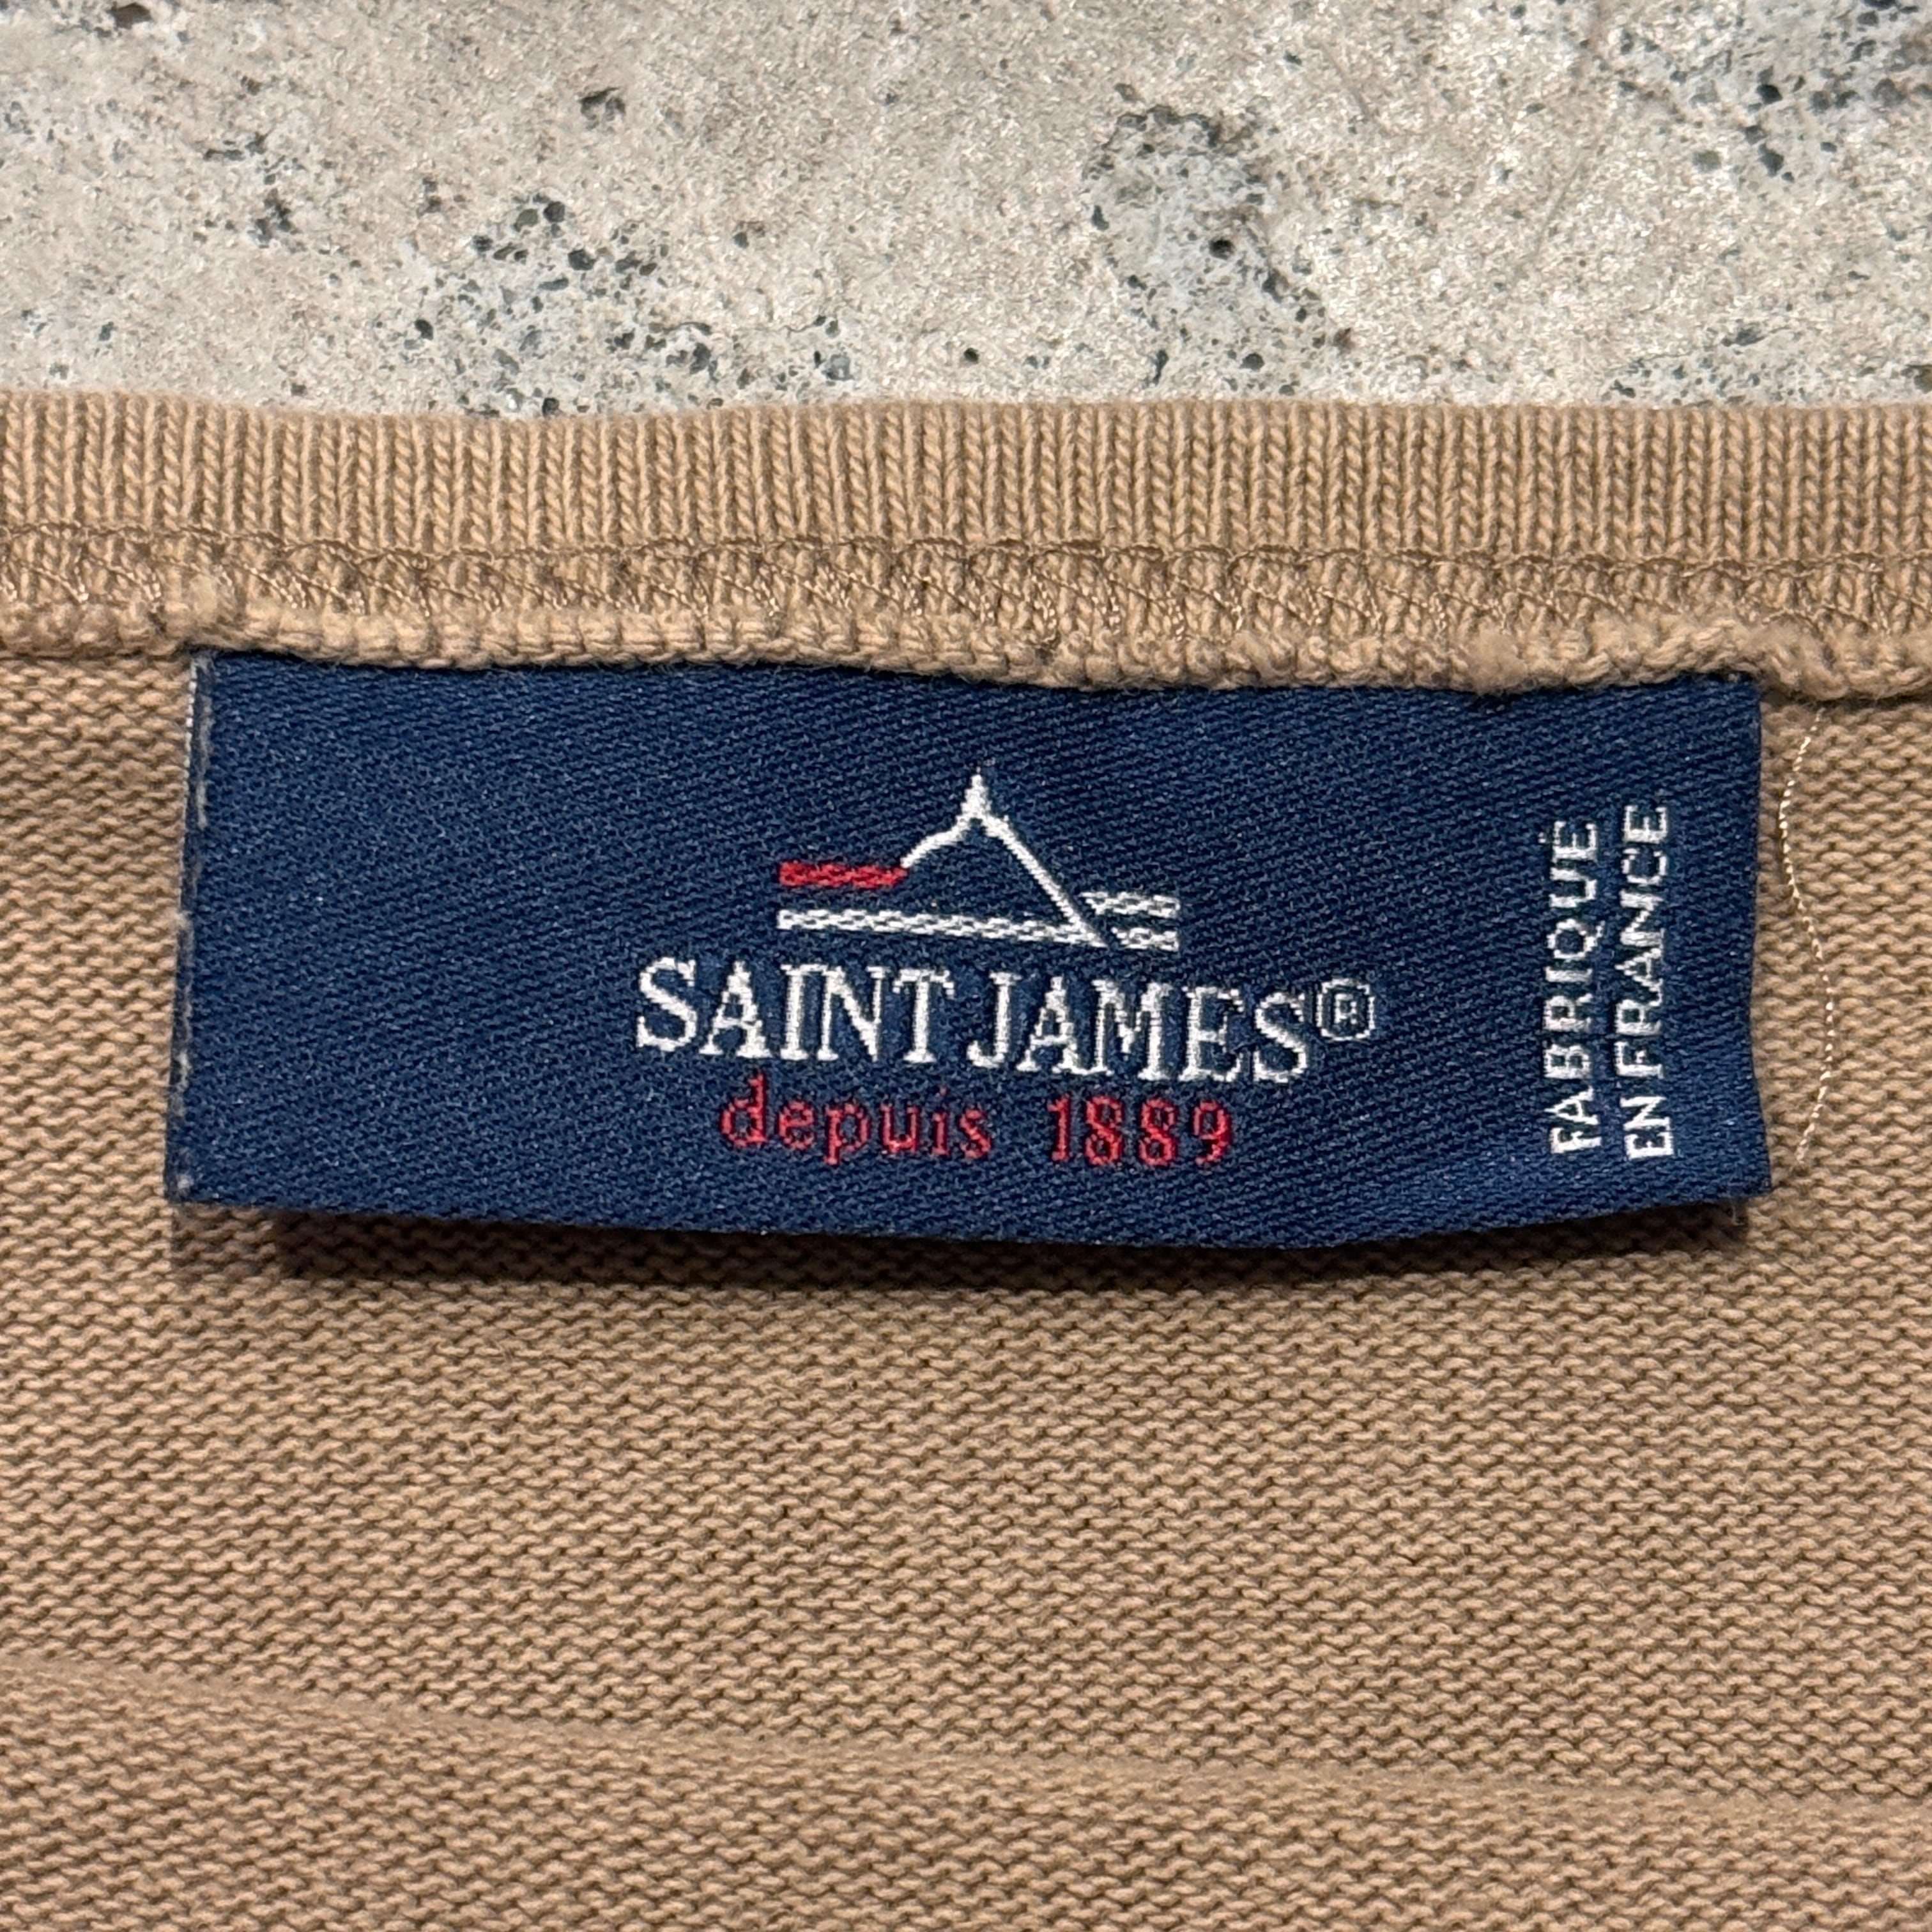 SAINT JAMES®
depuis 1889
FABRIQUÉ
EN FRANCE